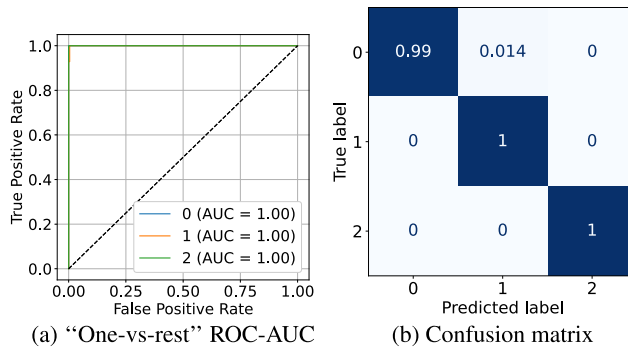 True Positive Rate
1.0
0.8
0.6
0.4
0.2
0.0
0 (AUC = 1.00)
1 (AUC = 1.00)
2 (AUC = 1.00)
0.00 0.25 0.50 0.75 1.00
False Positive Rate
(a) “One-vs-rest” ROC-AUC
True label
0 0.99 0.014 0
1 0 1 0
2 0 0 1
0 1 2
Predicted label
(b) Confusion matrix